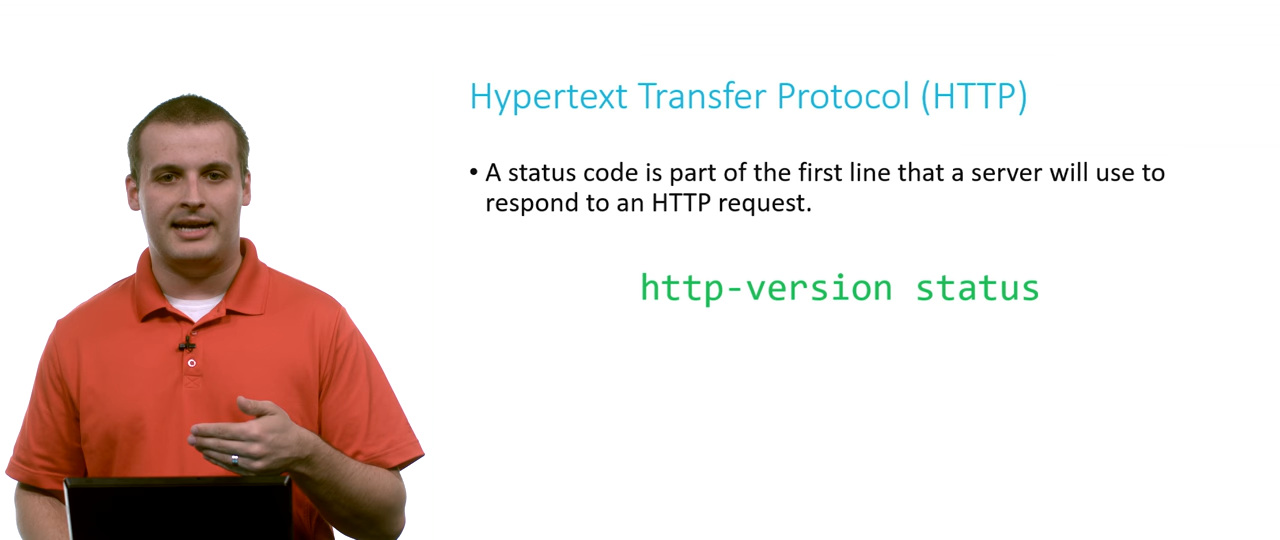 Hypertext Transfer Protocol (HTTP)
• A status code is part of the first line that a server will use to
respond to an HTTP request.
http-version status